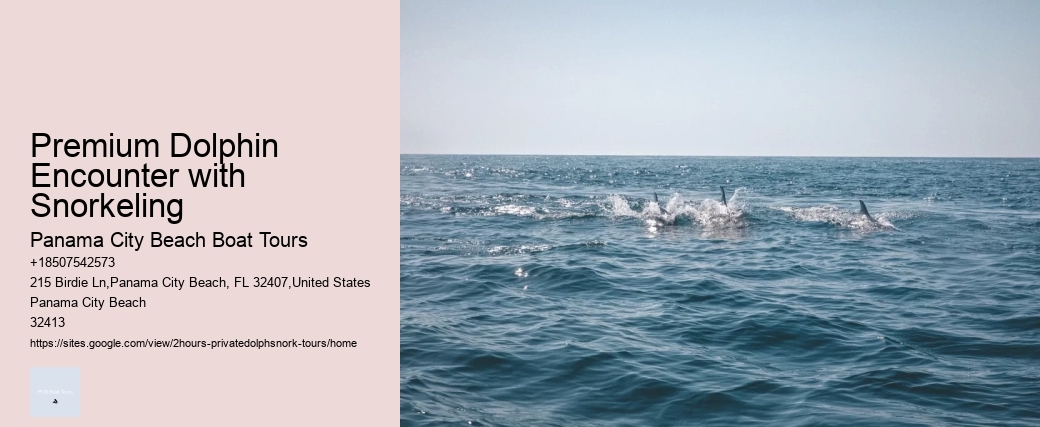 Premium Dolphin
Encounter with
Snorkeling
Panama City Beach Boat Tours
+18507542573
215 Birdie Ln,Panama City Beach, FL 32407,United States
Panama City Beach
32413
https://sites.google.com/view/2hours-privatedolphsnork-tours/home